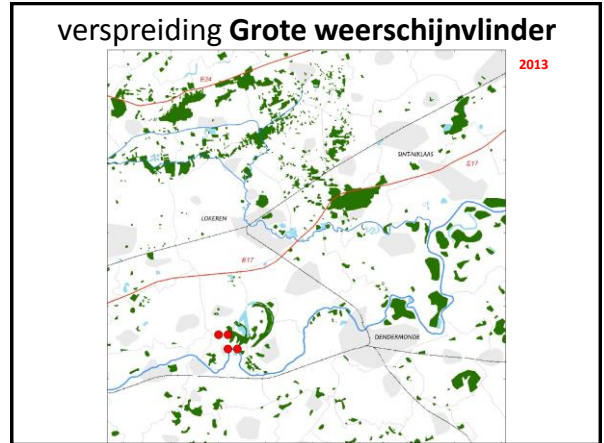 verspreiding Grote weerschijnvlinder
2013
E34
SINT-NIKLAAS
E17
LOKEREN
E17
DENDERMONDE